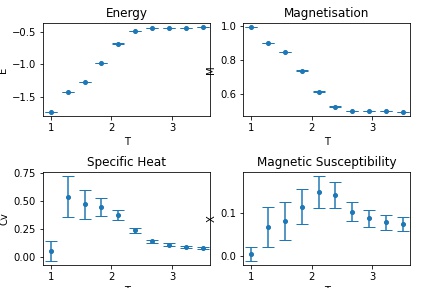 Energy
Magnetisation
−0.5
−1.0
−1.5
E
1
2
3
T
1.0
0.8
0.6
M
1
2
3
T
Specific Heat
Magnetic Susceptibility
0.75
0.50
0.25
0.00
Cv
1
2
3
0.1
0.0
X
1
2
3